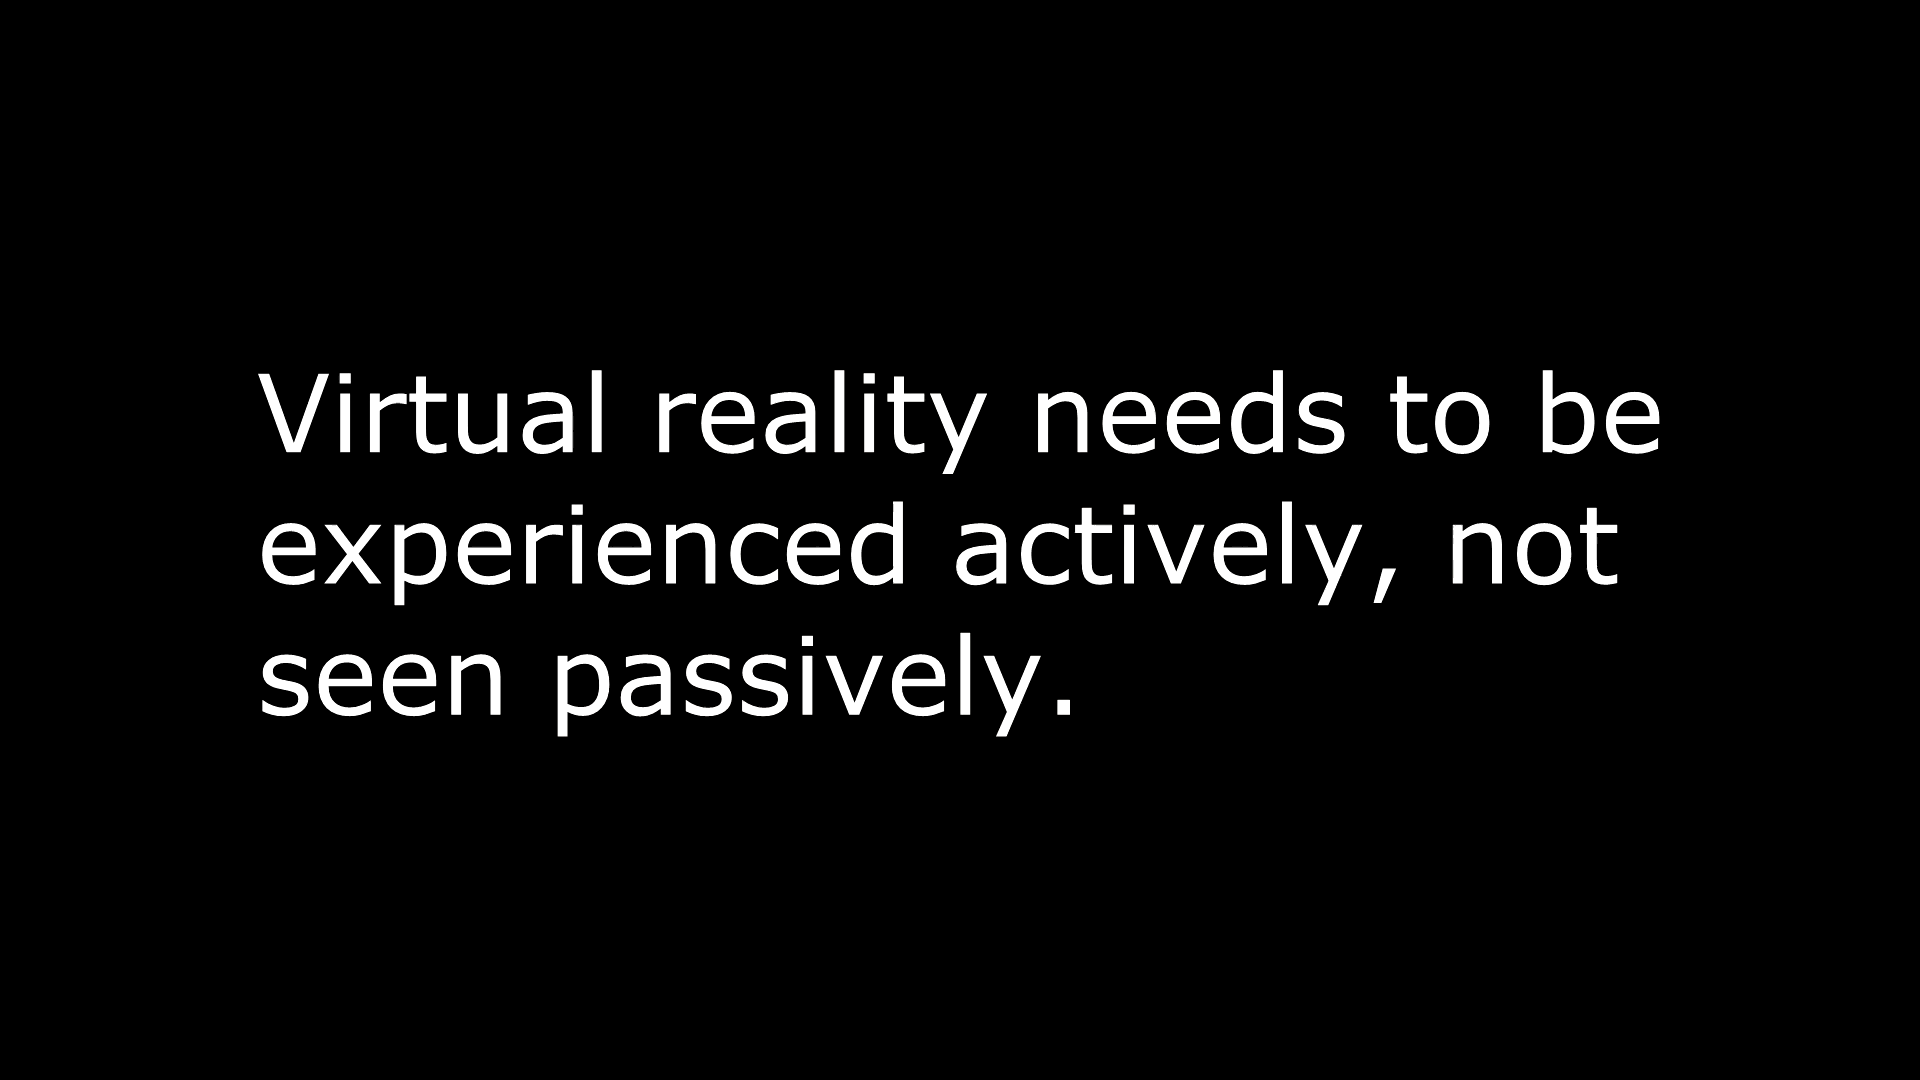 Virtual reality needs to be
experienced actively, not
seen passively.